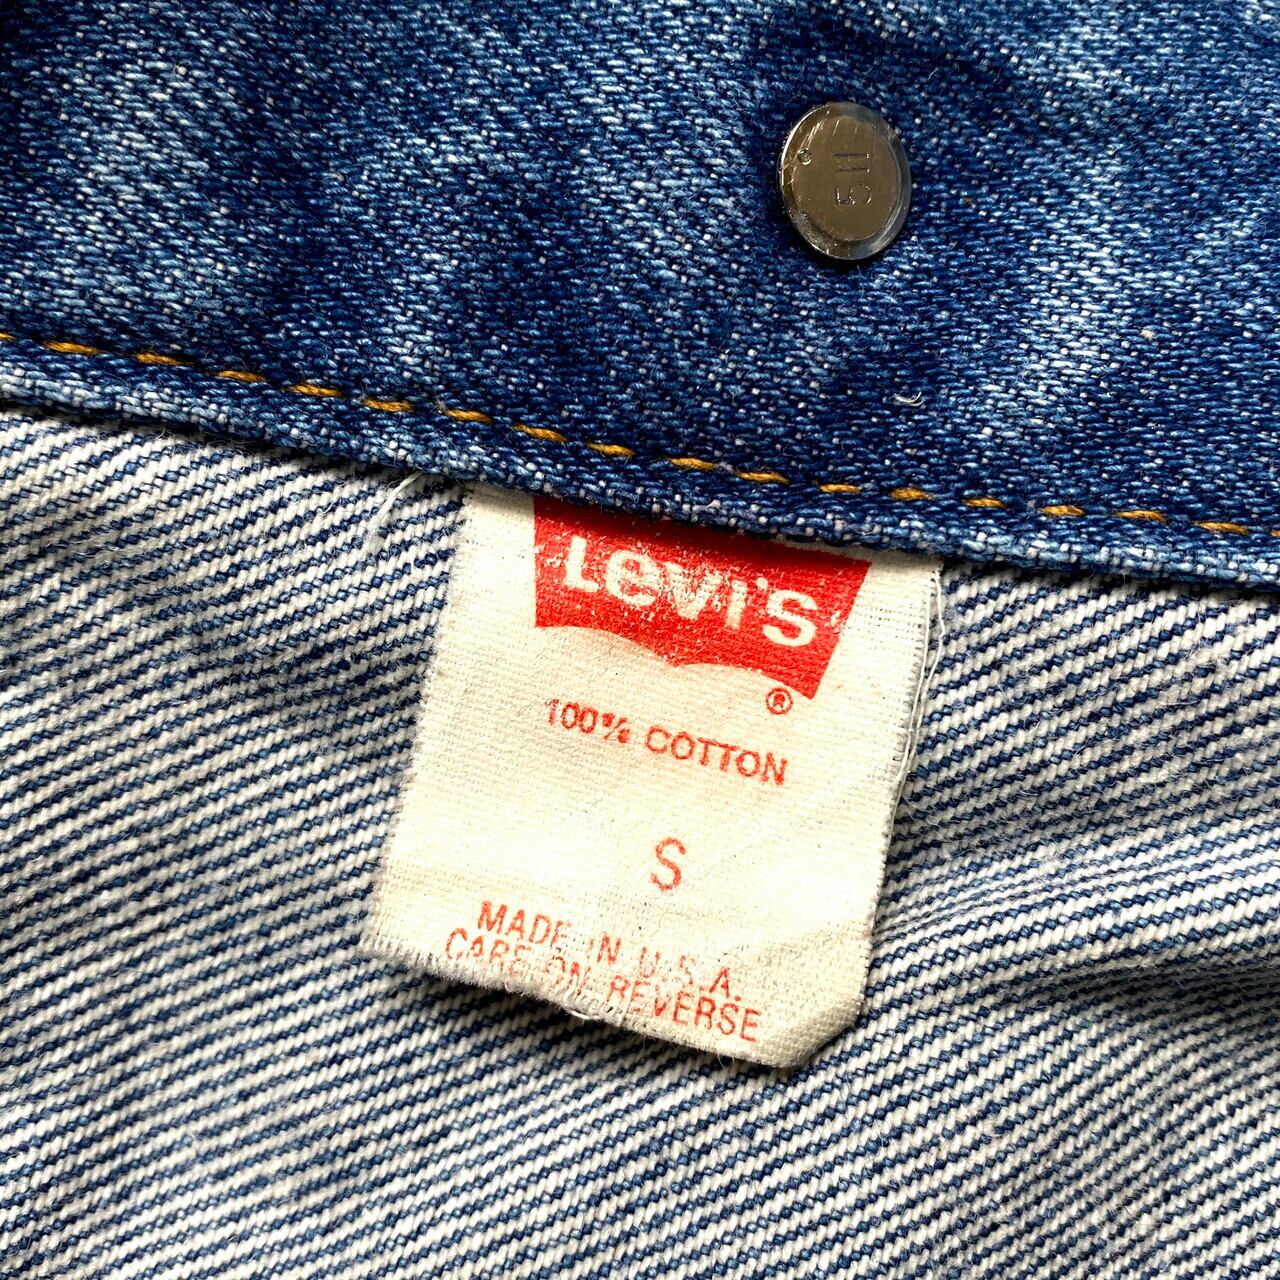 511
Levi's
®
100% COTTON
S
MADE IN U.S.A.
CARE ON REVERSE